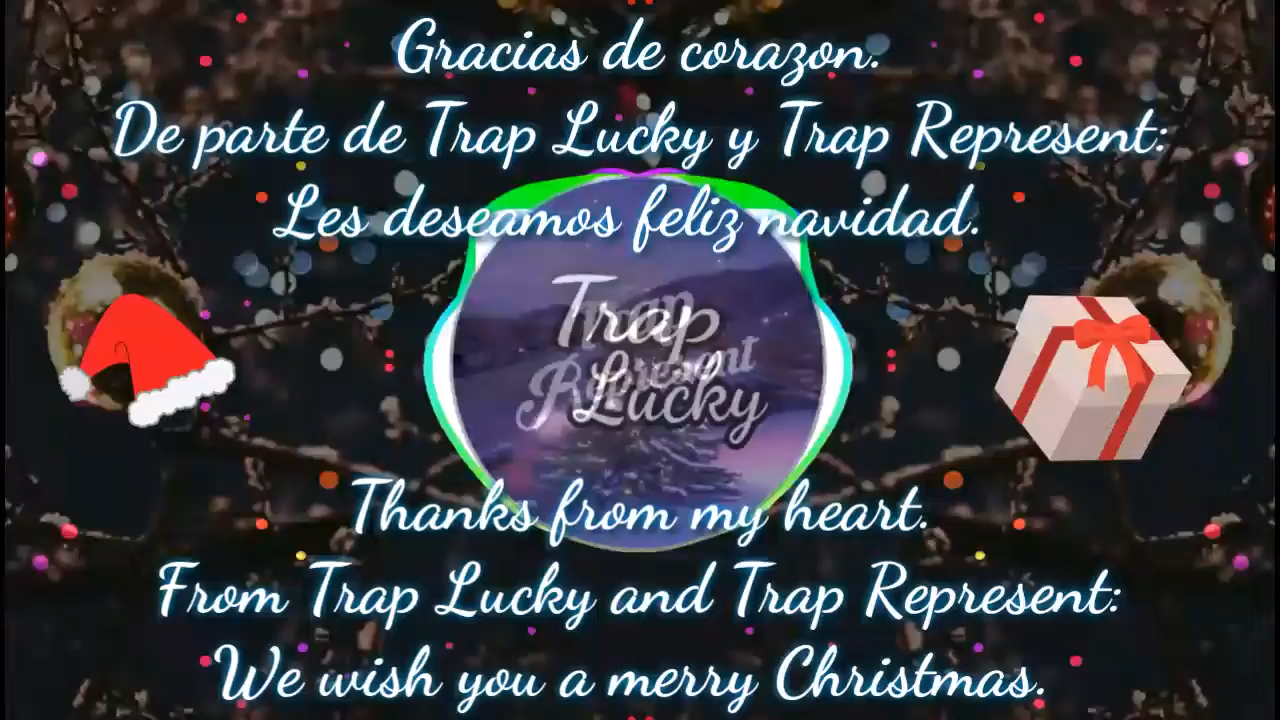 Gracias de corazon.
De parte de Trap Lucky y Trap Represent:
Les deseamos feliz navidad.
Trap
Represent
Lucky
Thanks from my heart.
From Trap Lucky and Trap Represent:
We wish you a merry Christmas.